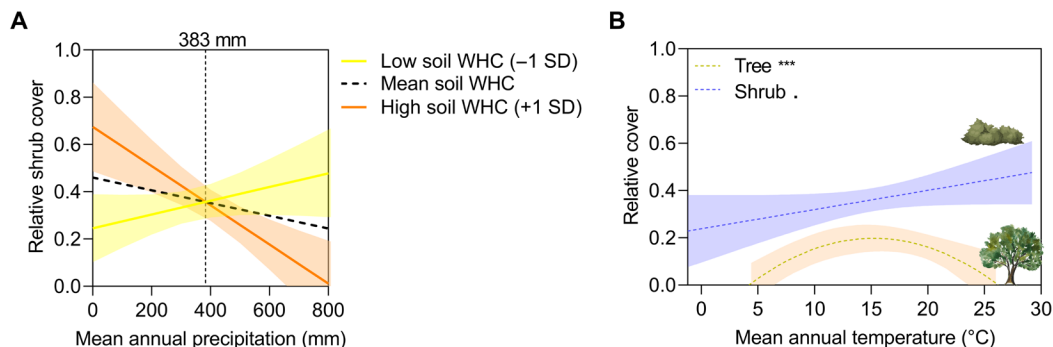 A
383 mm
1.0
0.8
0.6
0.4
0.2
0.0
0
200
400
600
800
Relative shrub cover
Mean annual precipitation (mm)
Low soil WHC (–1 SD)
Mean soil WHC
High soil WHC (+1 SD)
B
1.0
0.8
0.6
0.4
0.2
0.0
0
5
10
15
20
25
30
Relative cover
Mean annual temperature (°C)
Tree ***
Shrub .